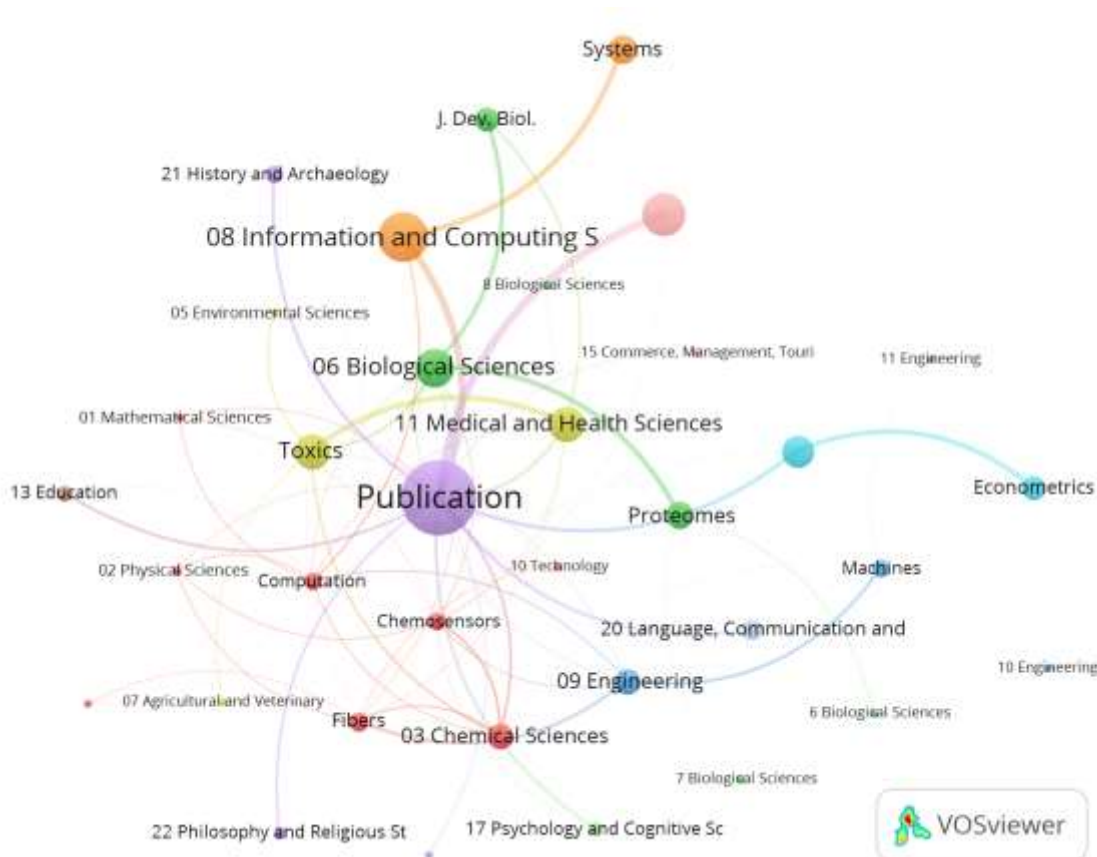 Systems
J. Dev. Biol.
21 History and Archaeology
08 Information and Computing S
8 Biological Sciences
05 Environmental Sciences
15 Commerce, Management, Touri
11 Engineering
06 Biological Sciences
01 Mathematical Sciences
11 Medical and Health Sciences
Toxics
Econometrics
13 Education
Publication
Proteomes
10 Technology
Machines
02 Physical Sciences
Computation
Chemosensors
20 Language, Communication and
10 Engineering
09 Engineering
07 Agricultural and Veterinary
6 Biological Sciences
Fibers
03 Chemical Sciences
7 Biological Sciences
22 Philosophy and Religious St
17 Psychology and Cognitive Sc
VOSviewer